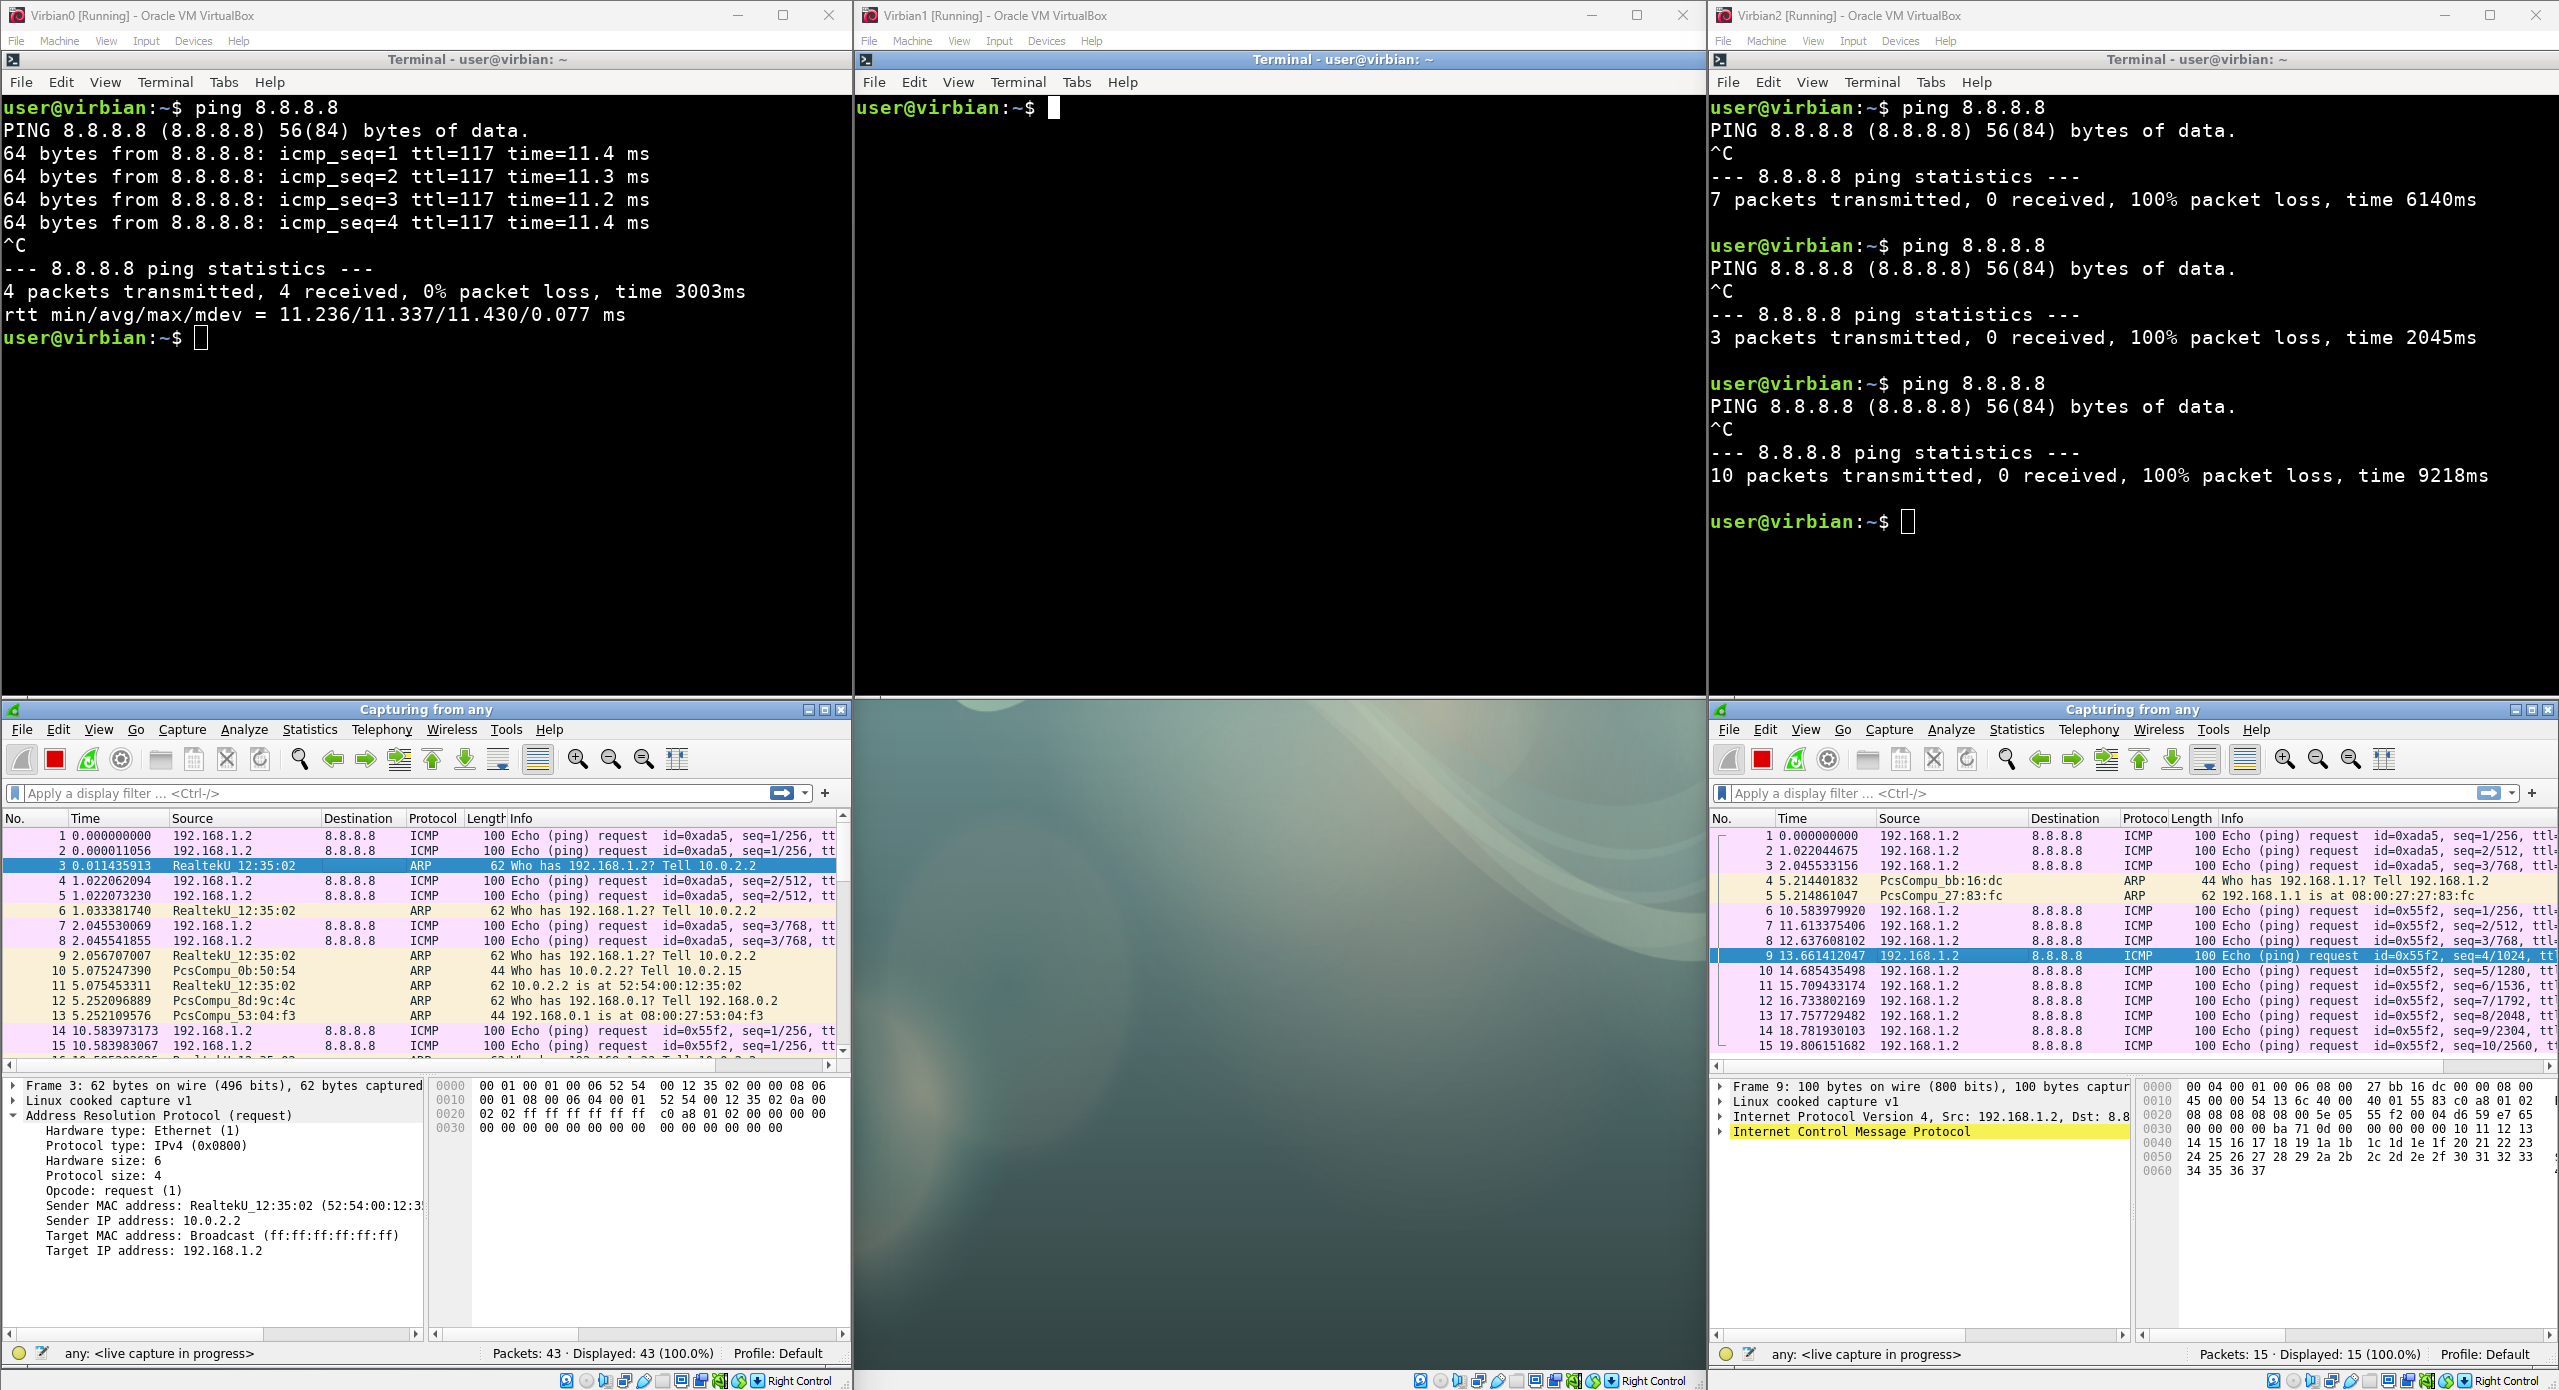 Virbian0 [Running] - Oracle VM VirtualBox
File Machine View Input Devices Help
Terminal - user@virbian: ~
File Edit View Terminal Tabs Help
user@virbian:~$ ping 8.8.8.8
PING 8.8.8.8 (8.8.8.8) 56(84) bytes of data.
64 bytes from 8.8.8.8: icmp_seq=1 ttl=117 time=11.4 ms
64 bytes from 8.8.8.8: icmp_seq=2 ttl=117 time=11.3 ms
64 bytes from 8.8.8.8: icmp_seq=3 ttl=117 time=11.2 ms
64 bytes from 8.8.8.8: icmp_seq=4 ttl=117 time=11.4 ms
^C
--- 8.8.8.8 ping statistics ---
4 packets transmitted, 4 received, 0% packet loss, time 3003ms
rtt min/avg/max/mdev = 11.236/11.337/11.430/0.077 ms
user@virbian:~$
Capturing from any
File Edit View Go Capture Analyze Statistics Telephony Wireless Tools Help
Apply a display filter ... <Ctrl-/>
No. Time Source Destination Protocol Length Info
1 0.000000000 192.168.1.2 8.8.8.8 ICMP 100 Echo (ping) request id=0xada5, seq=1/256, tt
2 0.000011056 192.168.1.2 8.8.8.8 ICMP 100 Echo (ping) request id=0xada5, seq=1/256, tt
3 0.011435913 RealtekU_12:35:02 ARP 62 Who has 192.168.1.2? Tell 10.0.2.2
4 1.022062094 192.168.1.2 8.8.8.8 ICMP 100 Echo (ping) request id=0xada5, seq=2/512, tt
5 1.022073230 192.168.1.2 8.8.8.8 ICMP 100 Echo (ping) request id=0xada5, seq=2/512, tt
6 1.033381740 RealtekU_12:35:02 ARP 62 Who has 192.168.1.2? Tell 10.0.2.2
7 2.045530069 192.168.1.2 8.8.8.8 ICMP 100 Echo (ping) request id=0xada5, seq=3/768, tt
8 2.045541855 192.168.1.2 8.8.8.8 ICMP 100 Echo (ping) request id=0xada5, seq=3/768, tt
9 2.056707007 RealtekU_12:35:02 ARP 62 Who has 192.168.1.2? Tell 10.0.2.2
10 5.075247390 PcsCompu_0b:50:54 ARP 44 Who has 10.0.2.2? Tell 10.0.2.15
11 5.075453311 RealtekU_12:35:02 ARP 62 10.0.2.2 is at 52:54:00:12:35:02
12 5.252096889 PcsCompu_8d:9c:4c ARP 62 Who has 192.168.0.1? Tell 192.168.0.2
13 5.252109576 PcsCompu_53:04:f3 ARP 44 192.168.0.1 is at 08:00:27:53:04:f3
14 10.583973173 192.168.1.2 8.8.8.8 ICMP 100 Echo (ping) request id=0x55f2, seq=1/256, tt
15 10.583983067 192.168.1.2 8.8.8.8 ICMP 100 Echo (ping) request id=0x55f2, seq=1/256, tt
Frame 3: 62 bytes on wire (496 bits), 62 bytes captured
Linux cooked capture v1
Address Resolution Protocol (request)
Hardware type: Ethernet (1)
Protocol type: IPv4 (0x0800)
Hardware size: 6
Protocol size: 4
Opcode: request (1)
Sender MAC address: RealtekU_12:35:02 (52:54:00:12:35
Sender IP address: 10.0.2.2
Target MAC address: Broadcast (ff:ff:ff:ff:ff:ff)
Target IP address: 192.168.1.2
0000 00 01 00 01 00 06 52 54 00 12 35 02 00 00 08 06
0010 00 01 08 00 06 04 00 01 52 54 00 12 35 02 0a 00
0020 02 02 ff ff ff ff ff ff c0 a8 01 02 00 00 00 00
0030 00 00 00 00 00 00 00 00 00 00 00 00 00 00
any: <live capture in progress>
Packets: 43 · Displayed: 43 (100.0%)
Profile: Default
Right Control
Virbian1 [Running] - Oracle VM VirtualBox
File Machine View Input Devices Help
Terminal - user@virbian: ~
File Edit View Terminal Tabs Help
user@virbian:~$
Right Control
Virbian2 [Running] - Oracle VM VirtualBox
File Machine View Input Devices Help
Terminal - user@virbian: ~
File Edit View Terminal Tabs Help
user@virbian:~$ ping 8.8.8.8
PING 8.8.8.8 (8.8.8.8) 56(84) bytes of data.
^C
--- 8.8.8.8 ping statistics ---
7 packets transmitted, 0 received, 100% packet loss, time 6140ms
user@virbian:~$ ping 8.8.8.8
PING 8.8.8.8 (8.8.8.8) 56(84) bytes of data.
^C
--- 8.8.8.8 ping statistics ---
3 packets transmitted, 0 received, 100% packet loss, time 2045ms
user@virbian:~$ ping 8.8.8.8
PING 8.8.8.8 (8.8.8.8) 56(84) bytes of data.
^C
--- 8.8.8.8 ping statistics ---
10 packets transmitted, 0 received, 100% packet loss, time 9218ms
user@virbian:~$
Capturing from any
File Edit View Go Capture Analyze Statistics Telephony Wireless Tools Help
Apply a display filter ... <Ctrl-/>
No. Time Source Destination Protoco Length Info
1 0.000000000 192.168.1.2 8.8.8.8 ICMP 100 Echo (ping) request id=0xada5, seq=1/256, ttl=
2 1.022044675 192.168.1.2 8.8.8.8 ICMP 100 Echo (ping) request id=0xada5, seq=2/512, ttl=
3 2.045533156 192.168.1.2 8.8.8.8 ICMP 100 Echo (ping) request id=0xada5, seq=3/768, ttl=
4 5.214401832 PcsCompu_bb:16:dc ARP 44 Who has 192.168.1.1? Tell 192.168.1.2
5 5.214861047 PcsCompu_27:83:fc ARP 62 192.168.1.1 is at 08:00:27:27:83:fc
6 10.583979920 192.168.1.2 8.8.8.8 ICMP 100 Echo (ping) request id=0x55f2, seq=1/256, ttl=
7 11.613375406 192.168.1.2 8.8.8.8 ICMP 100 Echo (ping) request id=0x55f2, seq=2/512, ttl=
8 12.637608102 192.168.1.2 8.8.8.8 ICMP 100 Echo (ping) request id=0x55f2, seq=3/768, ttl=
9 13.661412047 192.168.1.2 8.8.8.8 ICMP 100 Echo (ping) request id=0x55f2, seq=4/1024, ttl
10 14.685435498 192.168.1.2 8.8.8.8 ICMP 100 Echo (ping) request id=0x55f2, seq=5/1280, ttl
11 15.709433174 192.168.1.2 8.8.8.8 ICMP 100 Echo (ping) request id=0x55f2, seq=6/1536, ttl
12 16.733802169 192.168.1.2 8.8.8.8 ICMP 100 Echo (ping) request id=0x55f2, seq=7/1792, ttl
13 17.757729482 192.168.1.2 8.8.8.8 ICMP 100 Echo (ping) request id=0x55f2, seq=8/2048, ttl
14 18.781930103 192.168.1.2 8.8.8.8 ICMP 100 Echo (ping) request id=0x55f2, seq=9/2304, ttl
15 19.806151682 192.168.1.2 8.8.8.8 ICMP 100 Echo (ping) request id=0x55f2, seq=10/2560, t
Frame 9: 100 bytes on wire (800 bits), 100 bytes captur
Linux cooked capture v1
Internet Protocol Version 4, Src: 192.168.1.2, Dst: 8.8
Internet Control Message Protocol
0000 00 04 00 01 00 06 08 00 27 bb 16 dc 00 00 08 00
0010 45 00 00 54 13 6c 40 00 40 01 55 83 c0 a8 01 02
0020 08 08 08 08 08 00 5e 05 55 f2 00 04 d6 59 e7 65
0030 00 00 00 00 ba 71 0d 00 00 00 00 00 10 11 12 13
0040 14 15 16 17 18 19 1a 1b 1c 1d 1e 1f 20 21 22 23
0050 24 25 26 27 28 29 2a 2b 2c 2d 2e 2f 30 31 32 33
0060 34 35 36 37
any: <live capture in progress>
Packets: 15 · Displayed: 15 (100.0%)
Profile: Default
Right Control